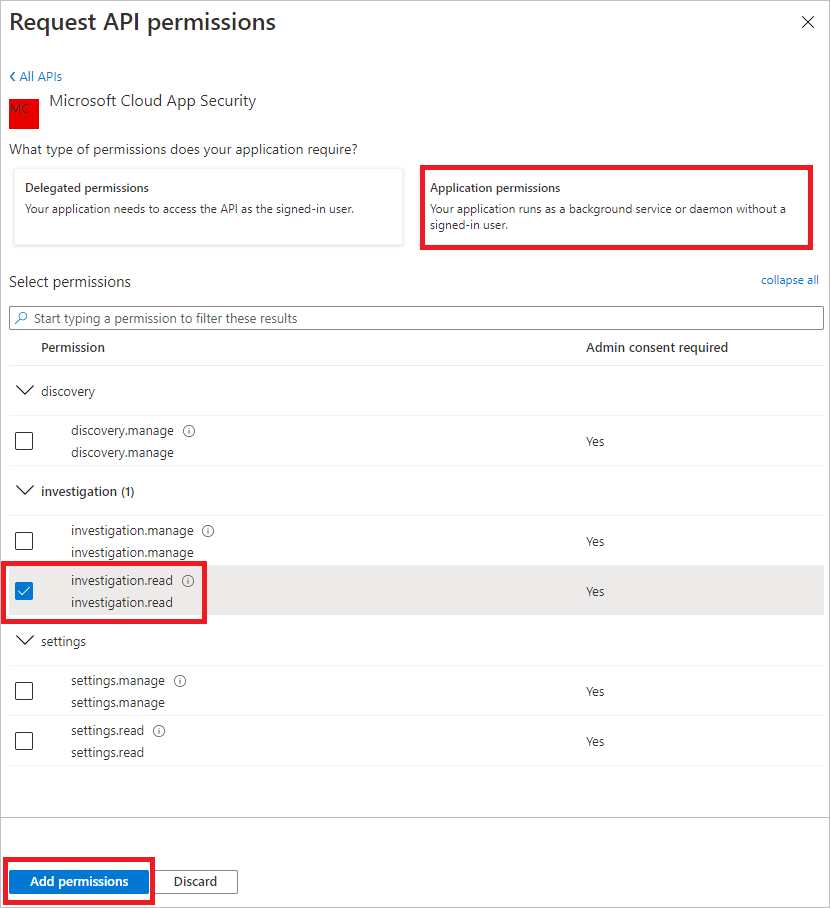 Request API permissions
All APIs
MC
Microsoft Cloud App Security
What type of permissions does your application require?
Delegated permissions
Your application needs to access the API as the signed-in user.
Application permissions
Your application runs as a background service or daemon without a
signed-in user.
Select permissions
collapse all
Start typing a permission to filter these results
Permission
Admin consent required
discovery
discovery.manage
discovery.manage
Yes
investigation (1)
investigation.manage
investigation.manage
Yes
investigation.read
investigation.read
Yes
settings
settings.manage
settings.manage
Yes
settings.read
settings.read
Yes
Add permissions
Discard